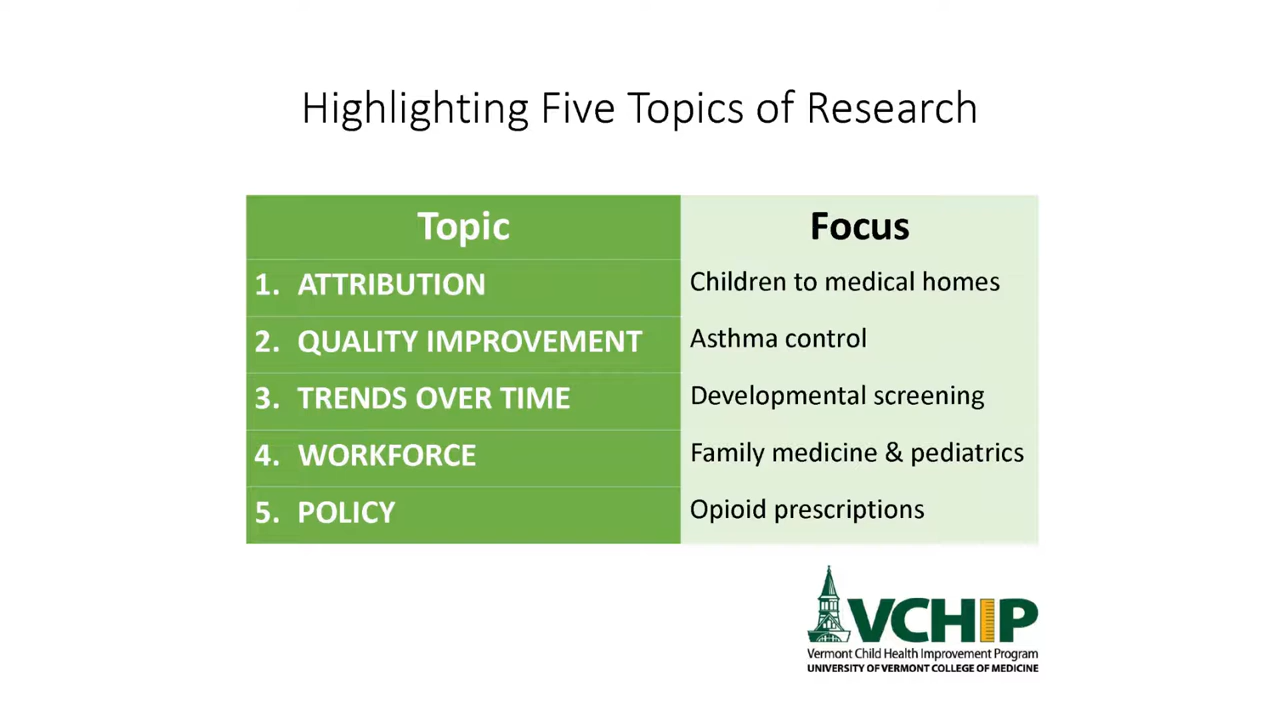 Highlighting Five Topics of Research
Topic Focus
1. ATTRIBUTION Children to medical homes
2. QUALITY IMPROVEMENT Asthma control
3. TRENDS OVER TIME Developmental screening
4. WORKFORCE Family medicine & pediatrics
5. POLICY Opioid prescriptions
VCHIP
Vermont Child Health Improvement Program
UNIVERSITY OF VERMONT COLLEGE OF MEDICINE